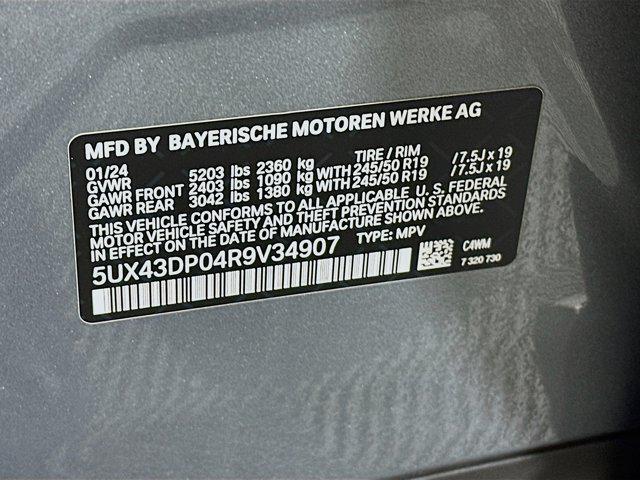 MFD BY BAYERISCHE MOTOREN WERKE AG
01/24 TIRE / RIM
GVWR 5203 lbs 2360 kg
GAWR FRONT 2403 lbs 1090 kg WITH 245/50 R19 / 7.5J x 19
GAWR REAR 3042 lbs 1380 kg WITH 245/50 R19 / 7.5J x 19
THIS VEHICLE CONFORMS TO ALL APPLICABLE U. S. FEDERAL
MOTOR VEHICLE SAFETY AND THEFT PREVENTION STANDARDS
IN EFFECT ON THE DATE OF MANUFACTURE SHOWN ABOVE.
5UX43DP04R9V34907 TYPE: MPV
C4WM
7 320 730